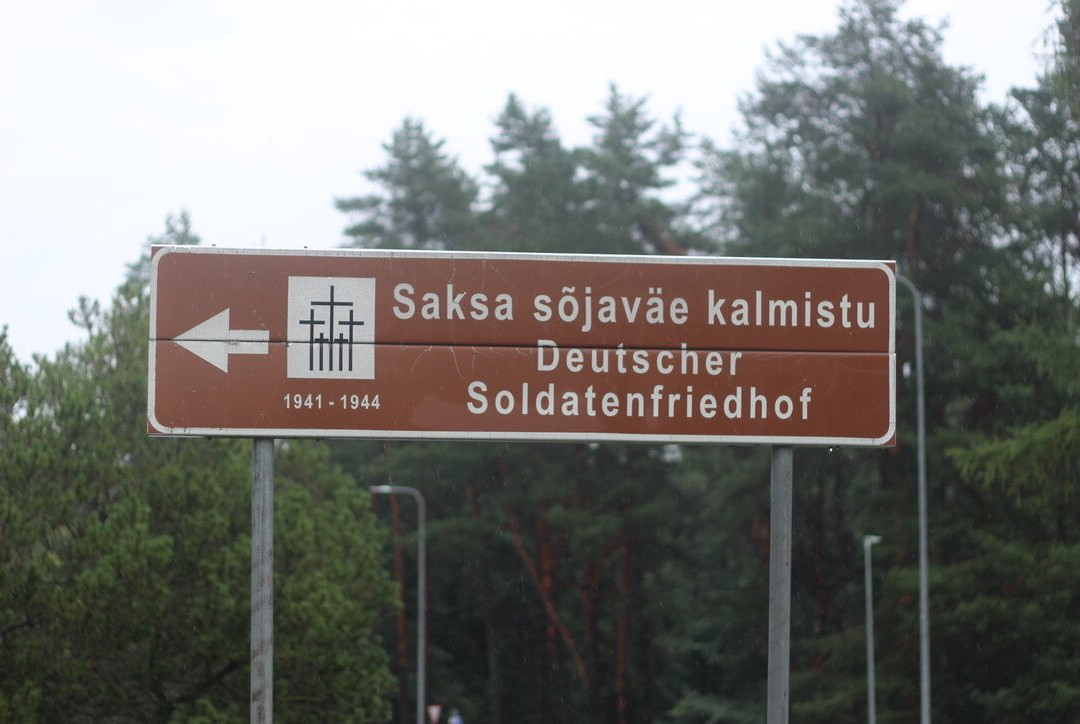 Saksa sõjaväe kalmistu
Deutscher
Soldatenfriedhof
1941 - 1944